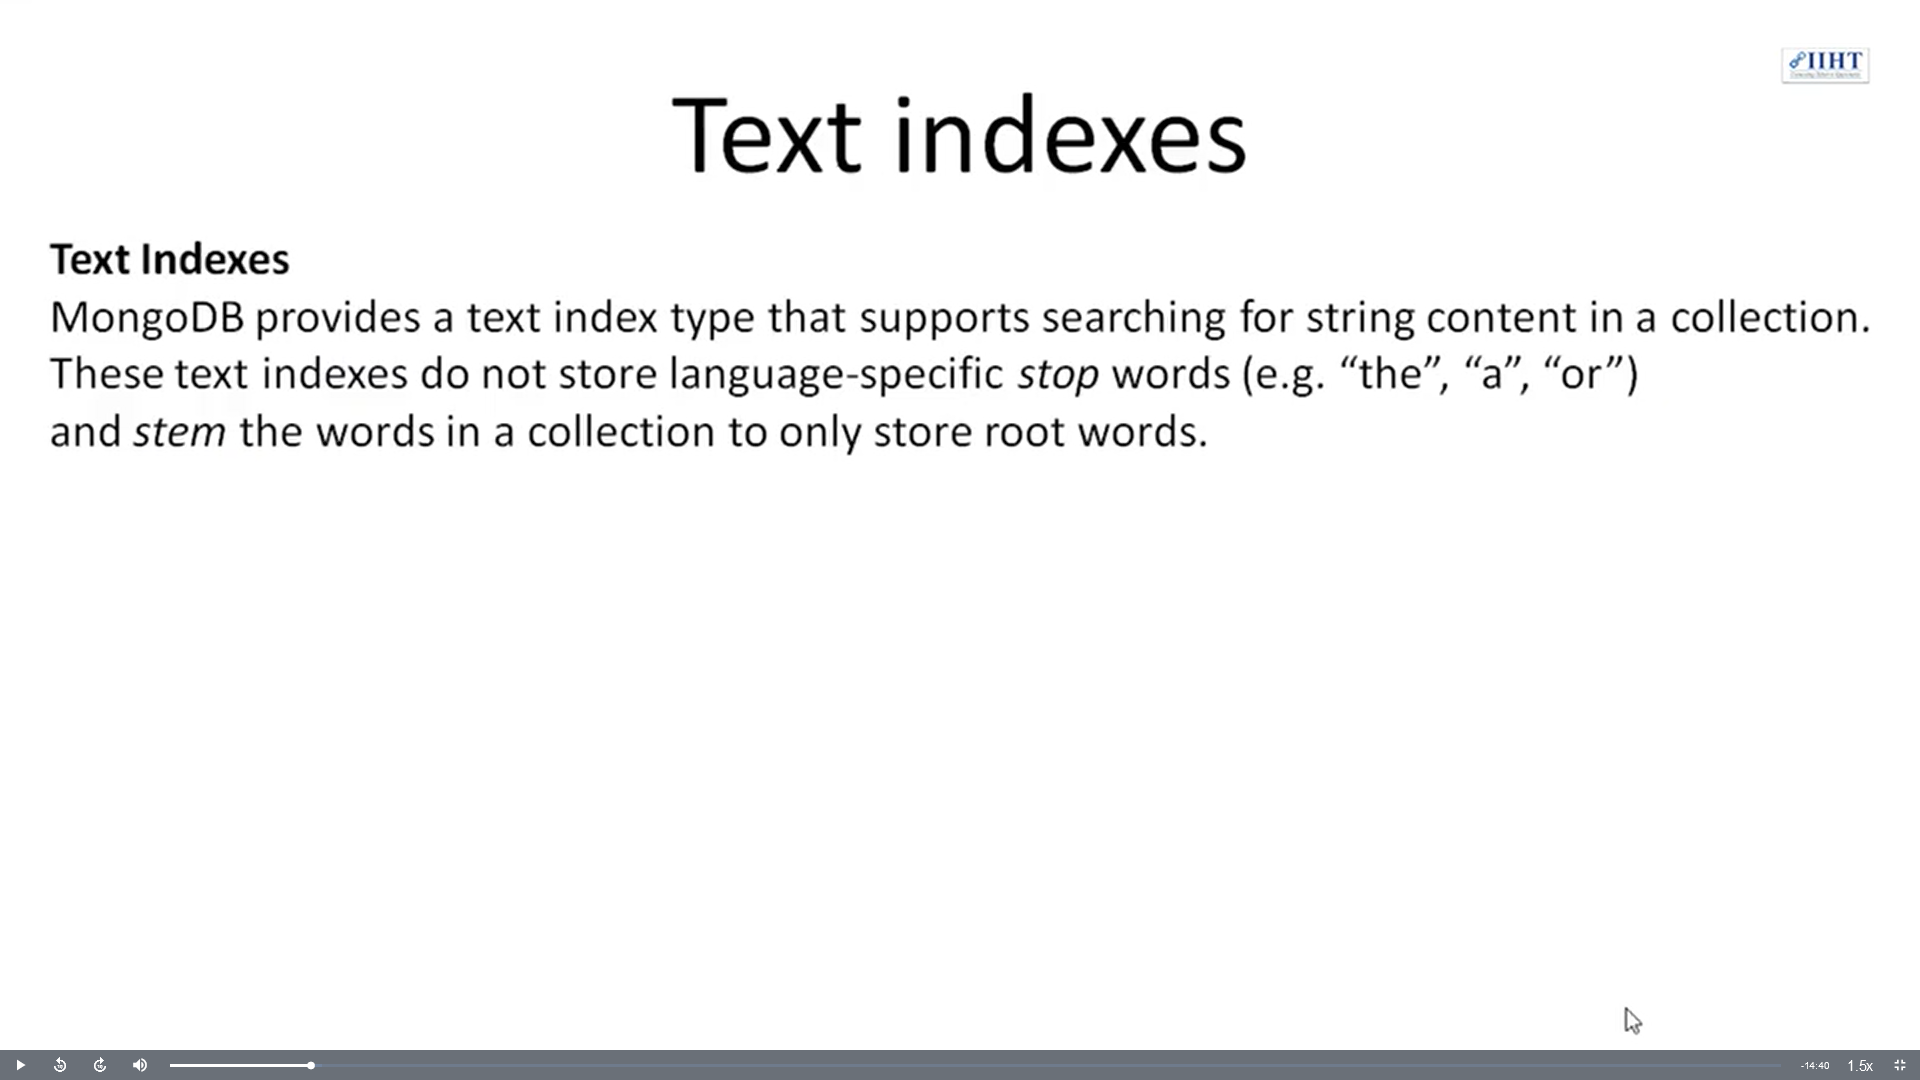 IIHT
Text indexes
Text Indexes
MongoDB provides a text index type that supports searching for string content in a collection.
These text indexes do not store language-specific stop words (e.g. “the”, “a”, “or”)
and stem the words in a collection to only store root words.
-14:40
1.5x